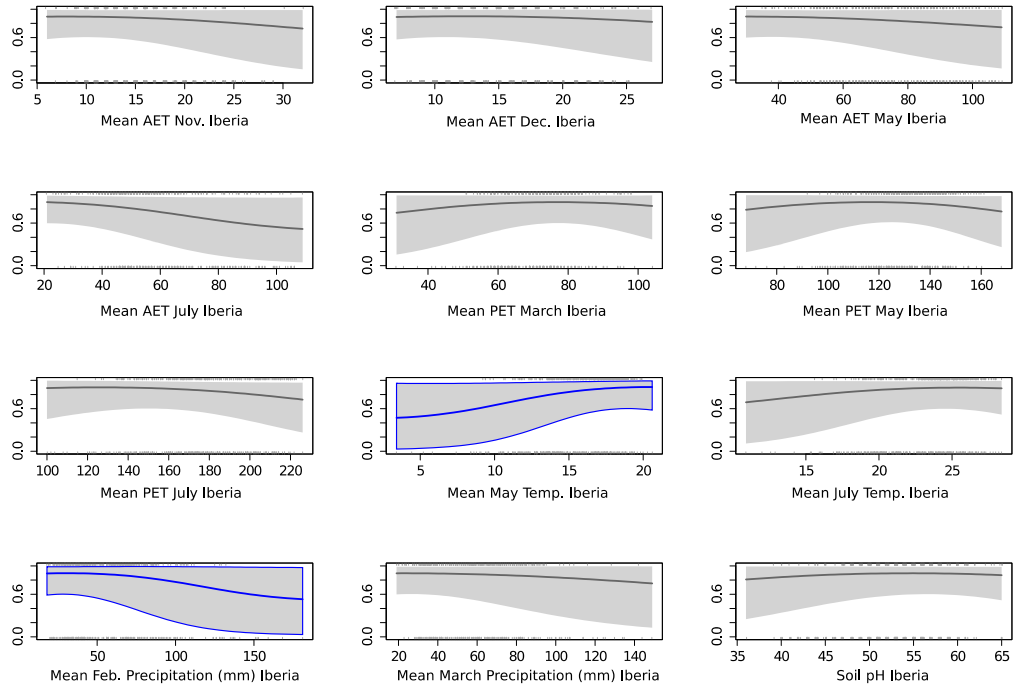 0.0 0.6
5 10 15 20 25 30
Mean AET Nov. Iberia
0.0 0.6
10 15 20 25
Mean AET Dec. Iberia
0.0 0.6
40 60 80 100
Mean AET May Iberia
0.0 0.6
20 40 60 80 100
Mean AET July Iberia
0.0 0.6
40 60 80 100
Mean PET March Iberia
0.0 0.6
80 100 120 140 160
Mean PET May Iberia
0.0 0.6
100 120 140 160 180 200 220
Mean PET July Iberia
0.0 0.6
5 10 15 20
Mean May Temp. Iberia
0.0 0.6
15 20 25
Mean July Temp. Iberia
0.0 0.6
50 100 150
Mean Feb. Precipitation (mm) Iberia
0.0 0.6
20 40 60 80 100 120 140
Mean March Precipitation (mm) Iberia
0.0 0.6
35 40 45 50 55 60 65
Soil pH Iberia